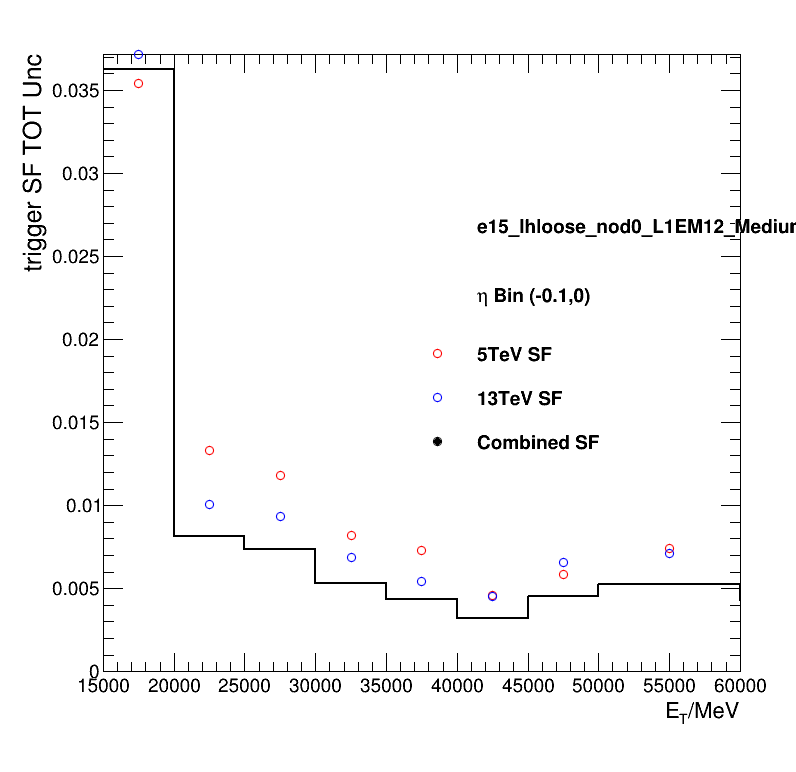 trigger SF TOT Unc
0.035
0.03
0.025
0.02
0.015
0.01
0.005
0
e15_lhloose_nod0_L1EM12_Mediur
η Bin (-0.1,0)
5TeV SF
13TeV SF
Combined SF
15000 20000 25000 30000 35000 40000 45000 50000 55000 60000
E_T/MeV